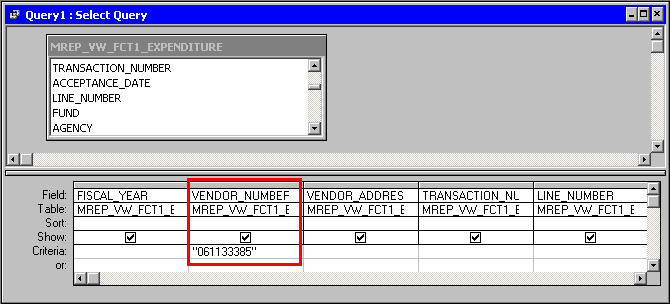 Query1 : Select Query
MREP_VW_FCT1_EXPENDITURE
TRANSACTION_NUMBER
ACCEPTANCE_DATE
LINE_NUMBER
FUND
AGENCY
Field: FISCAL_YEAR VENDOR_NUMBEF VENDOR_ADDRES TRANSACTION_NL LINE_NUMBER
Table: MREP_VW_FCT1_E MREP_VW_FCT1_E MREP_VW_FCT1_E MREP_VW_FCT1_E MREP_VW_FCT1_E
Sort:
Show:
Criteria: "061133385"
or: